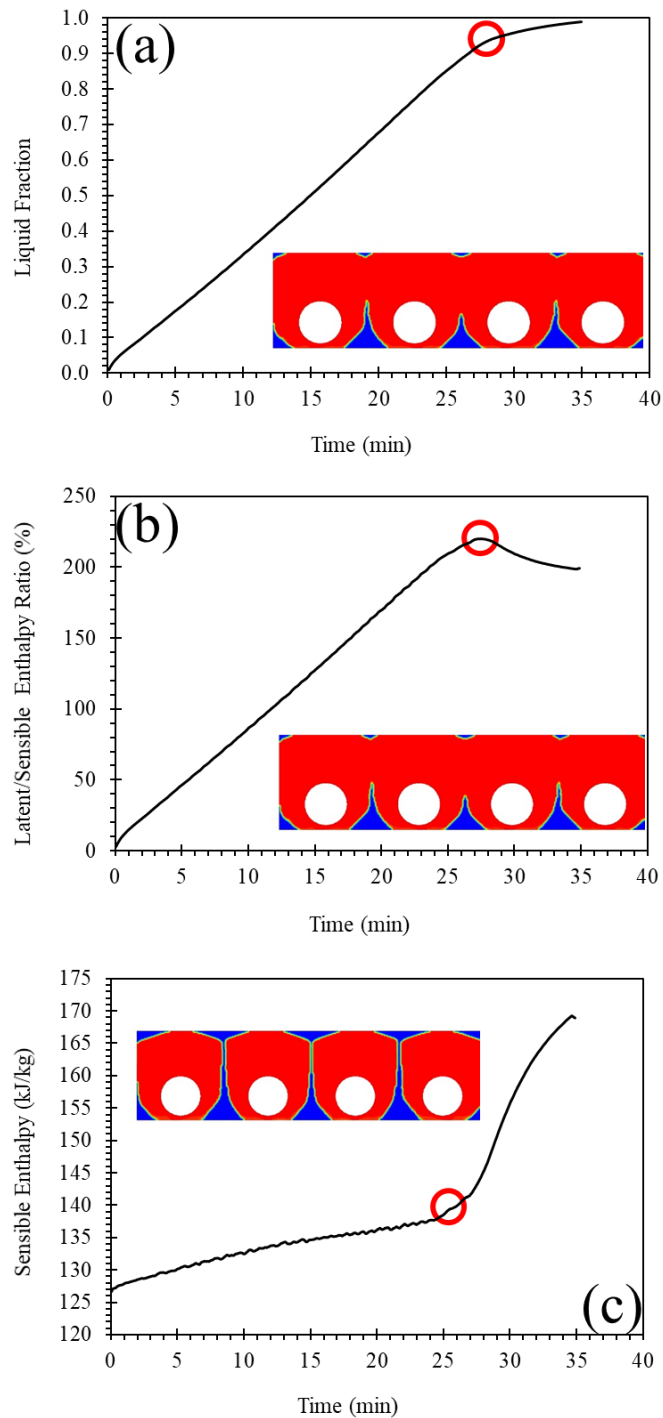 (a)
Liquid Fraction
1.0
0.9
0.8
0.7
0.6
0.5
0.4
0.3
0.2
0.1
0.0
0 5 10 15 20 25 30 35 40
Time (min)
(b)
Latent/Sensible Enthalpy Ratio (%)
250
200
150
100
50
0
0 5 10 15 20 25 30 35 40
Time (min)
Sensible Enthalpy (kJ/kg)
175
170
165
160
155
150
145
140
135
130
125
120
(c)
0 5 10 15 20 25 30 35 40
Time (min)